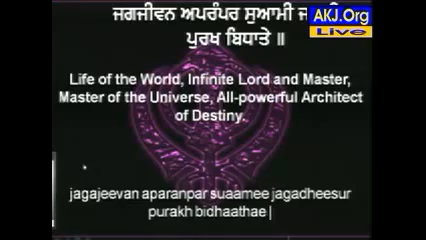 ਜਗਜੀਵਨ ਅਪਰੰਪਰ ਸੁਆਮੀ
ਪੁਰਖ ਬਿਧਾਤੇ ॥
AKJ.Org
Live
Life of the World, Infinite Lord and Master,
Master of the Universe, All-powerful Architect
of Destiny.
jagajeevan aparanpar suaamee jagadheesur
purakh bidhaathae |